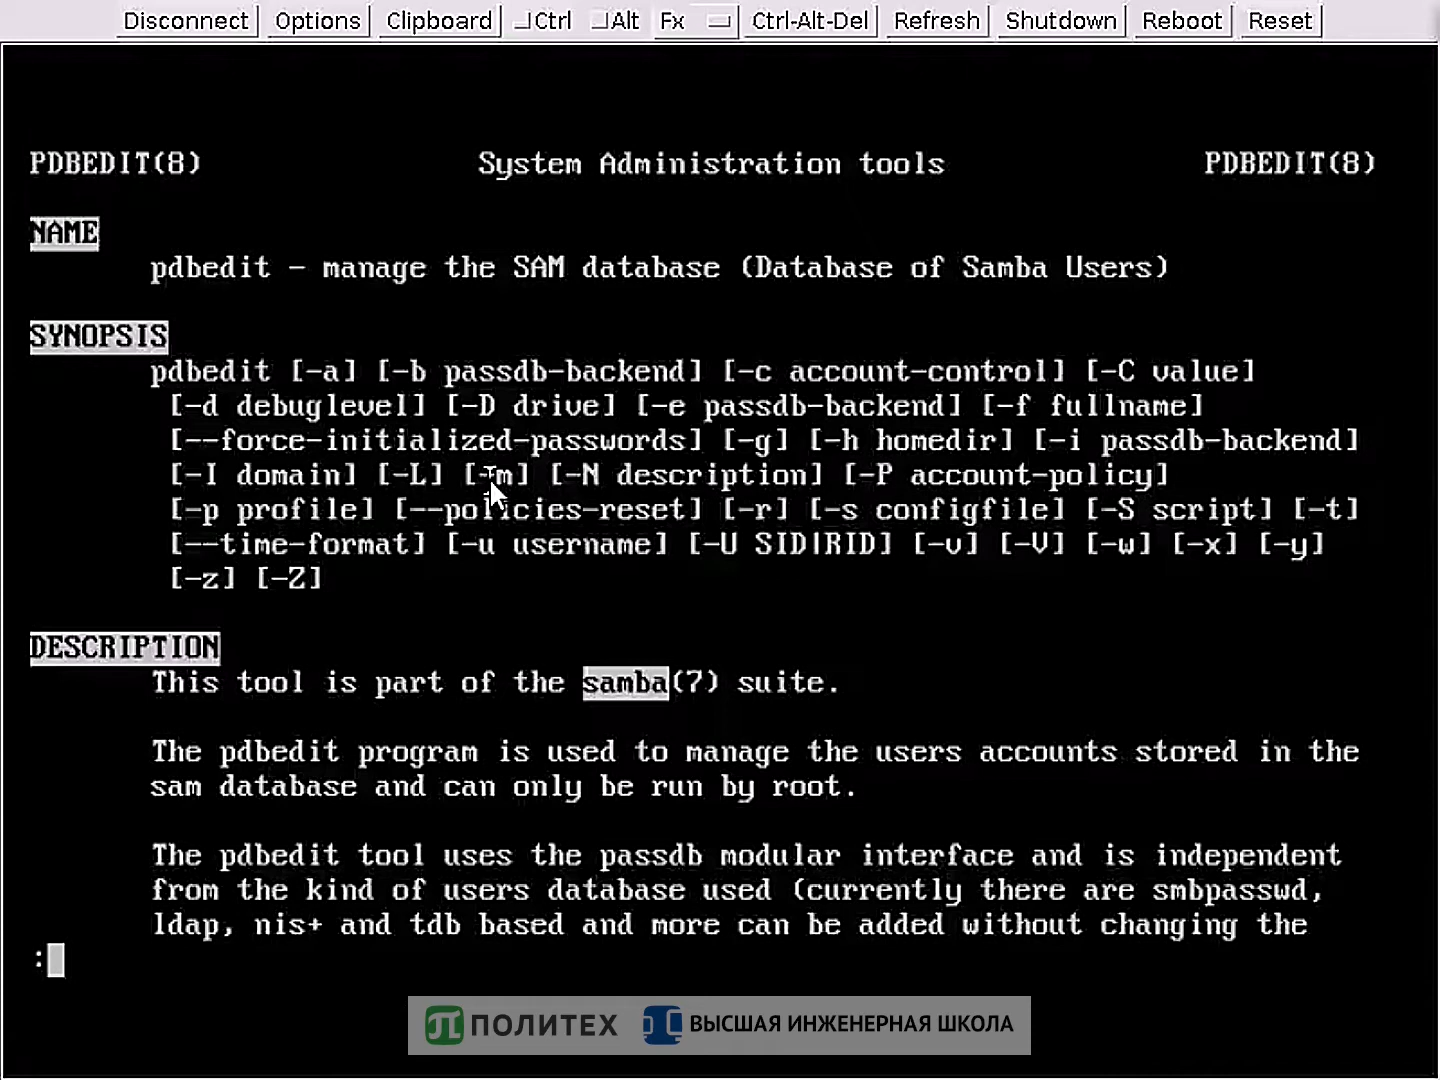 Disconnect Options Clipboard Ctrl Alt Fx Ctrl-Alt-Del Refresh Shutdown Reboot Reset
PDBEDIT(8) System Administration tools PDBEDIT(8)
NAME
pdbedit - manage the SAM database (Database of Samba Users)
SYNOPSIS
pdbedit [-a] [-b passdb-backend] [-c account-control] [-C value]
[-d debuglevel] [-D drive] [-e passdb-backend] [-f fullname]
[--force-initialized-passwords] [-g] [-h homedir] [-i passdb-backend]
[-I domain] [-L] [-m] [-N description] [-P account-policy]
[-p profile] [--policies-reset] [-r] [-s configfile] [-S script] [-t]
[--time-format] [-u username] [-U SID|RID] [-v] [-V] [-w] [-x] [-y]
[-z] [-Z]
DESCRIPTION
This tool is part of the samba(7) suite.
The pdbedit program is used to manage the users accounts stored in the
sam database and can only be run by root.
The pdbedit tool uses the passdb modular interface and is independent
from the kind of users database used (currently there are smbpasswd,
ldap, nis+ and tdb based and more can be added without changing the
:
ПОЛИТЕХ ВЫСШАЯ ИНЖЕНЕРНАЯ ШКОЛА